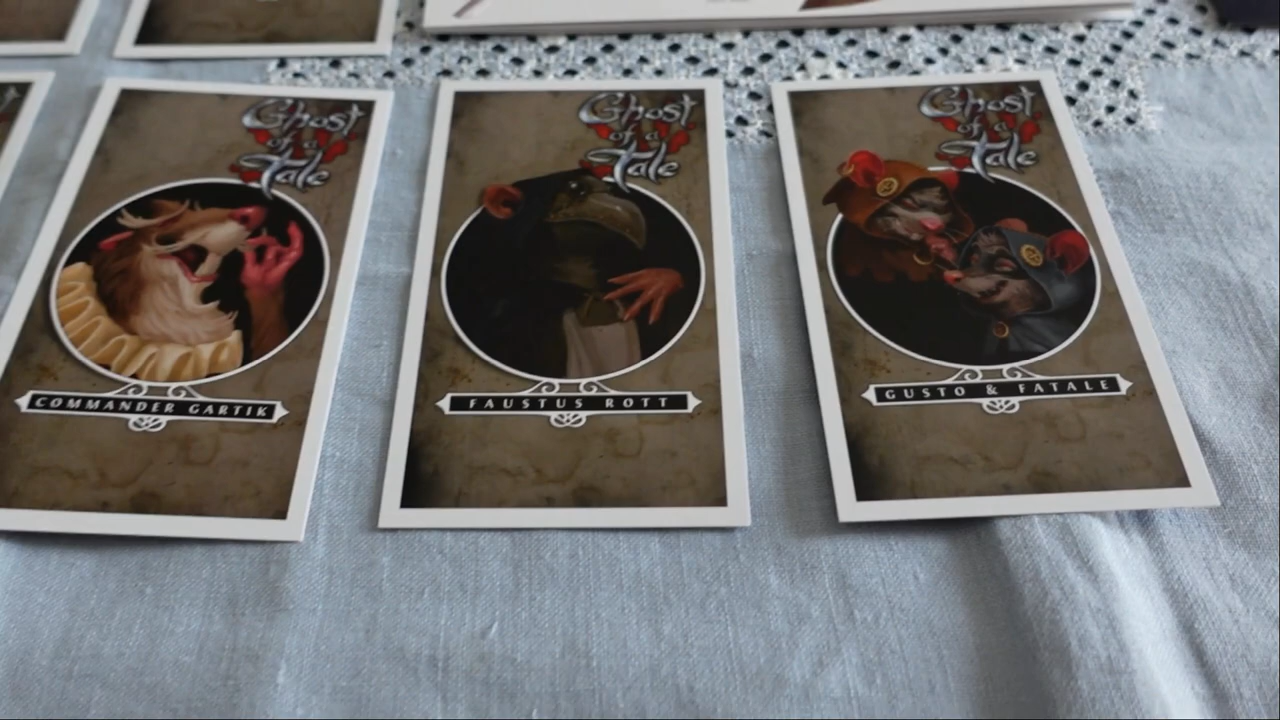 Ghost
of a
Tale
COMMANDER GARTIK
Ghost
of a
Tale
FAUSTUS ROTT
Ghost
of a
Tale
GUSTO & FATALE